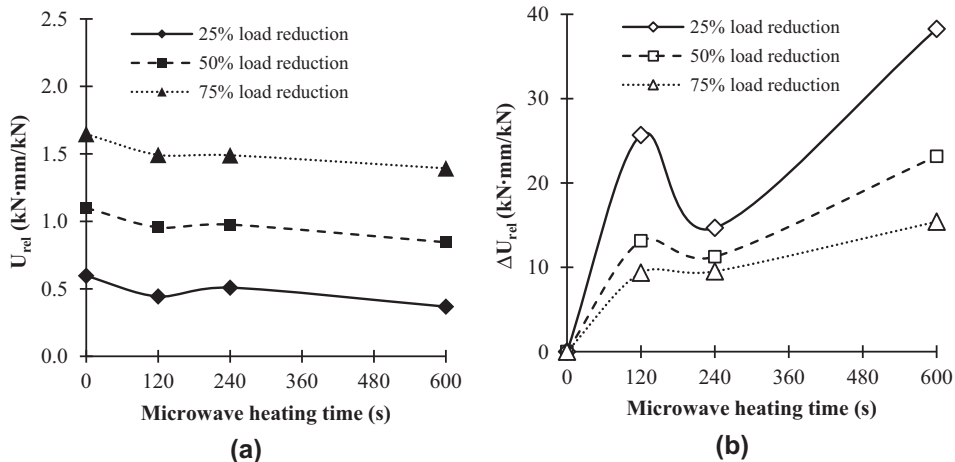 2.5
2.0
1.5
1.0
0.5
0.0
U_rel (kN·mm/kN)
25% load reduction
50% load reduction
75% load reduction
0 120 240 360 480 600
Microwave heating time (s)
(a)
40
30
20
10
0
ΔU_rel (kN·mm/kN)
25% load reduction
50% load reduction
75% load reduction
0 120 240 360 480 600
Microwave heating time (s)
(b)